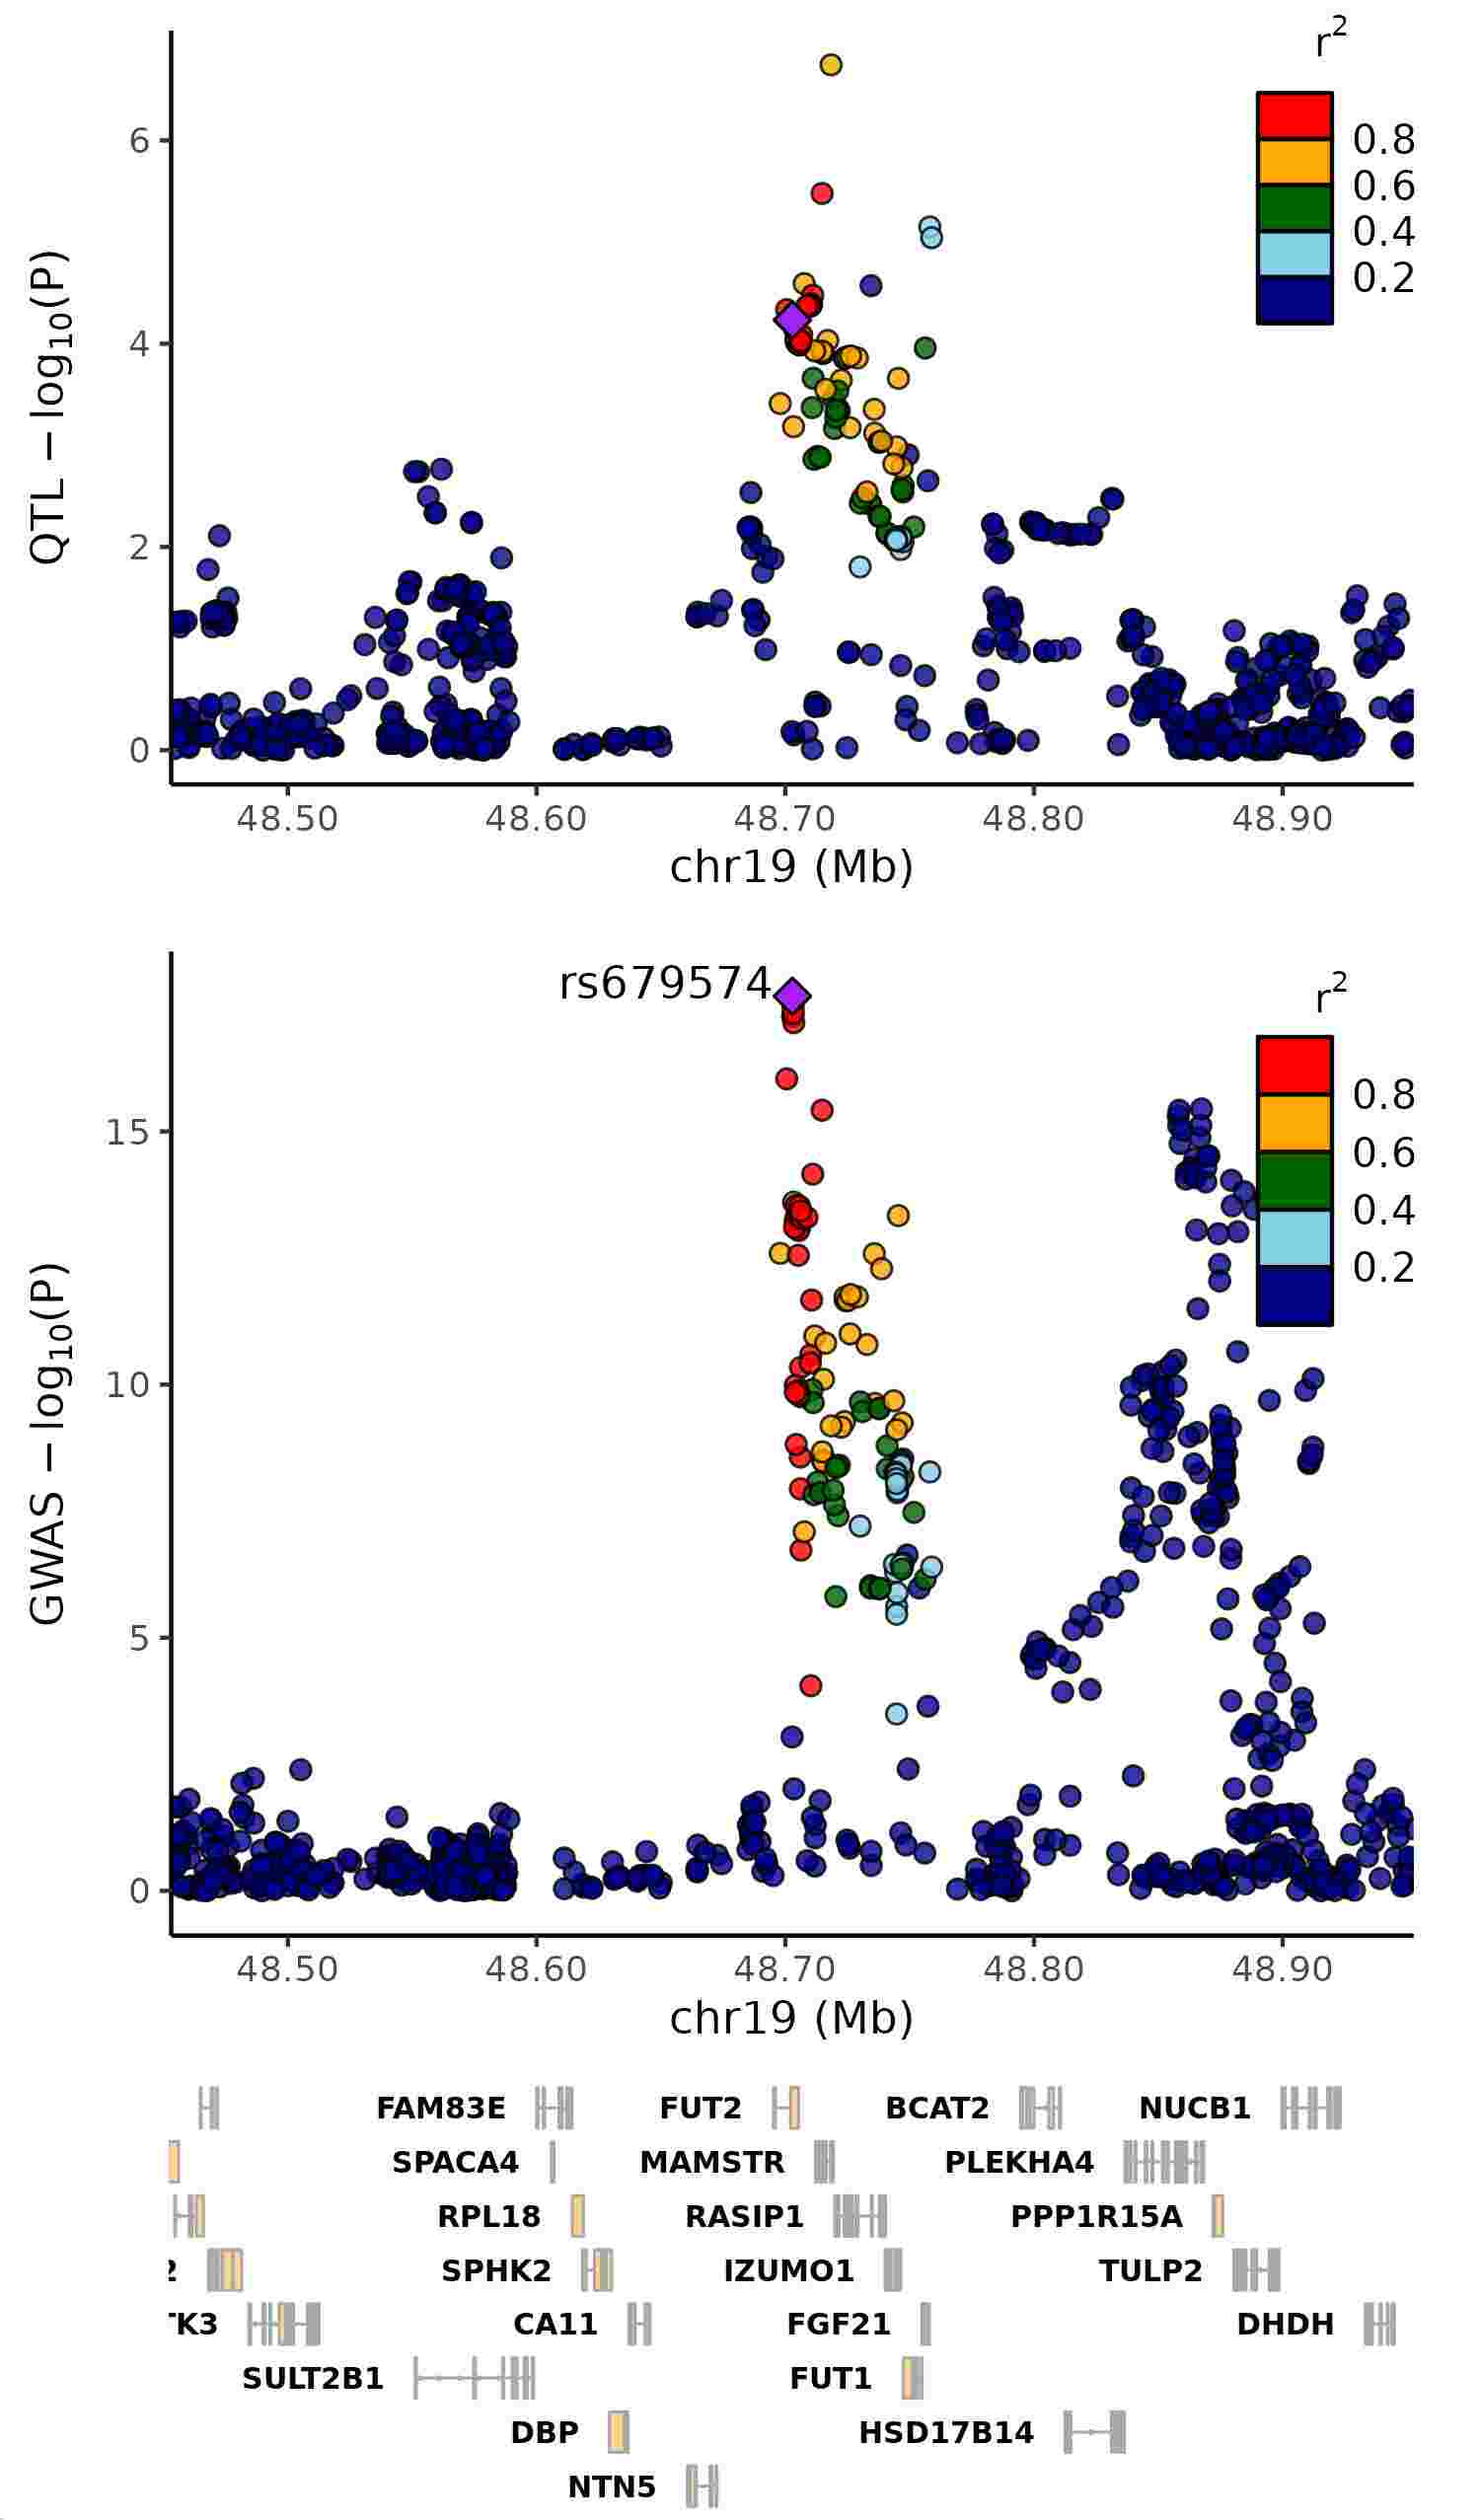 r²
QTL − log₁₀(P)
6
4
2
0
0.8
0.6
0.4
0.2
48.50 48.60 48.70 48.80 48.90
chr19 (Mb)
rs679574
r²
GWAS − log₁₀(P)
15
10
5
0
0.8
0.6
0.4
0.2
48.50 48.60 48.70 48.80 48.90
chr19 (Mb)
FAM83E FUT2 BCAT2 NUCB1
SPACA4 MAMSTR PLEKHA4
RPL18 RASIP1 PPP1R15A
2 SPHK2 IZUMO1 TULP2
TK3 CA11 FGF21 DHDH
SULT2B1 FUT1
DBP HSD17B14
NTN5